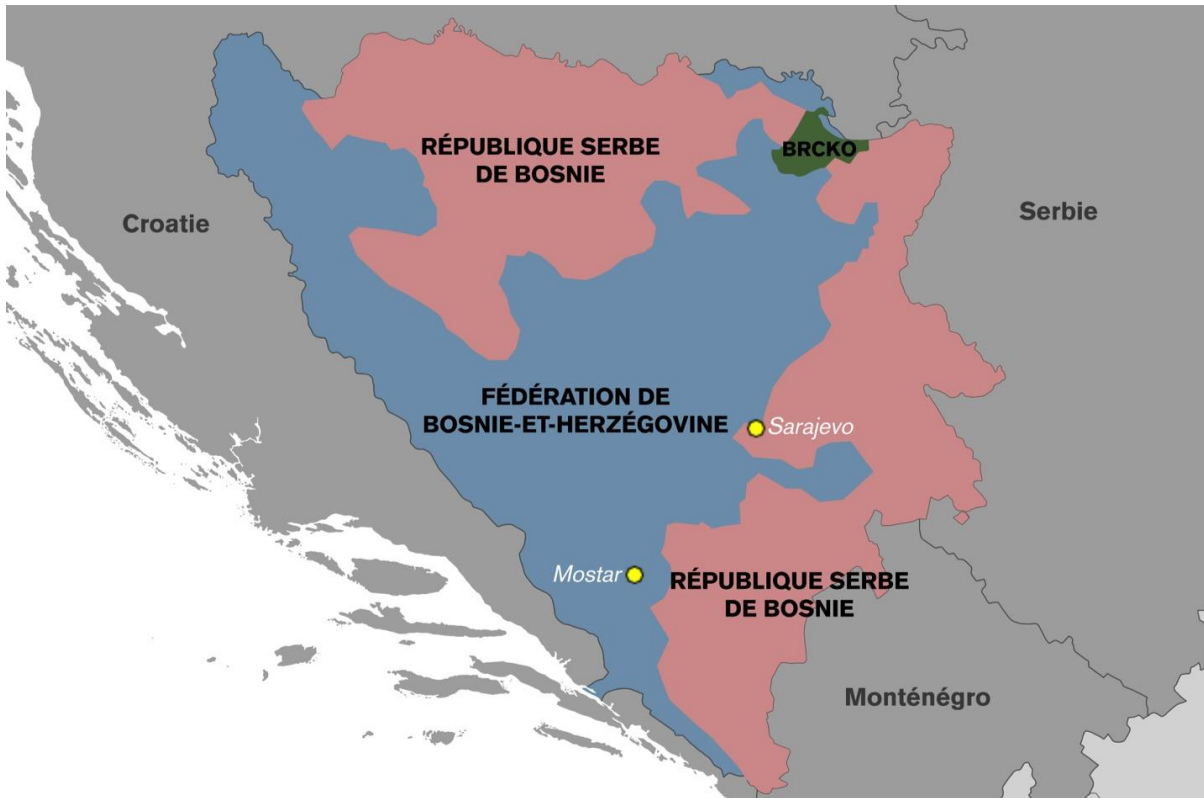 RÉPUBLIQUE SERBE
DE BOSNIE
BRCKO
Croatie
Serbie
FÉDÉRATION DE
BOSNIE-ET-HERZÉGOVINE
Sarajevo
Mostar
RÉPUBLIQUE SERBE
DE BOSNIE
Monténégro